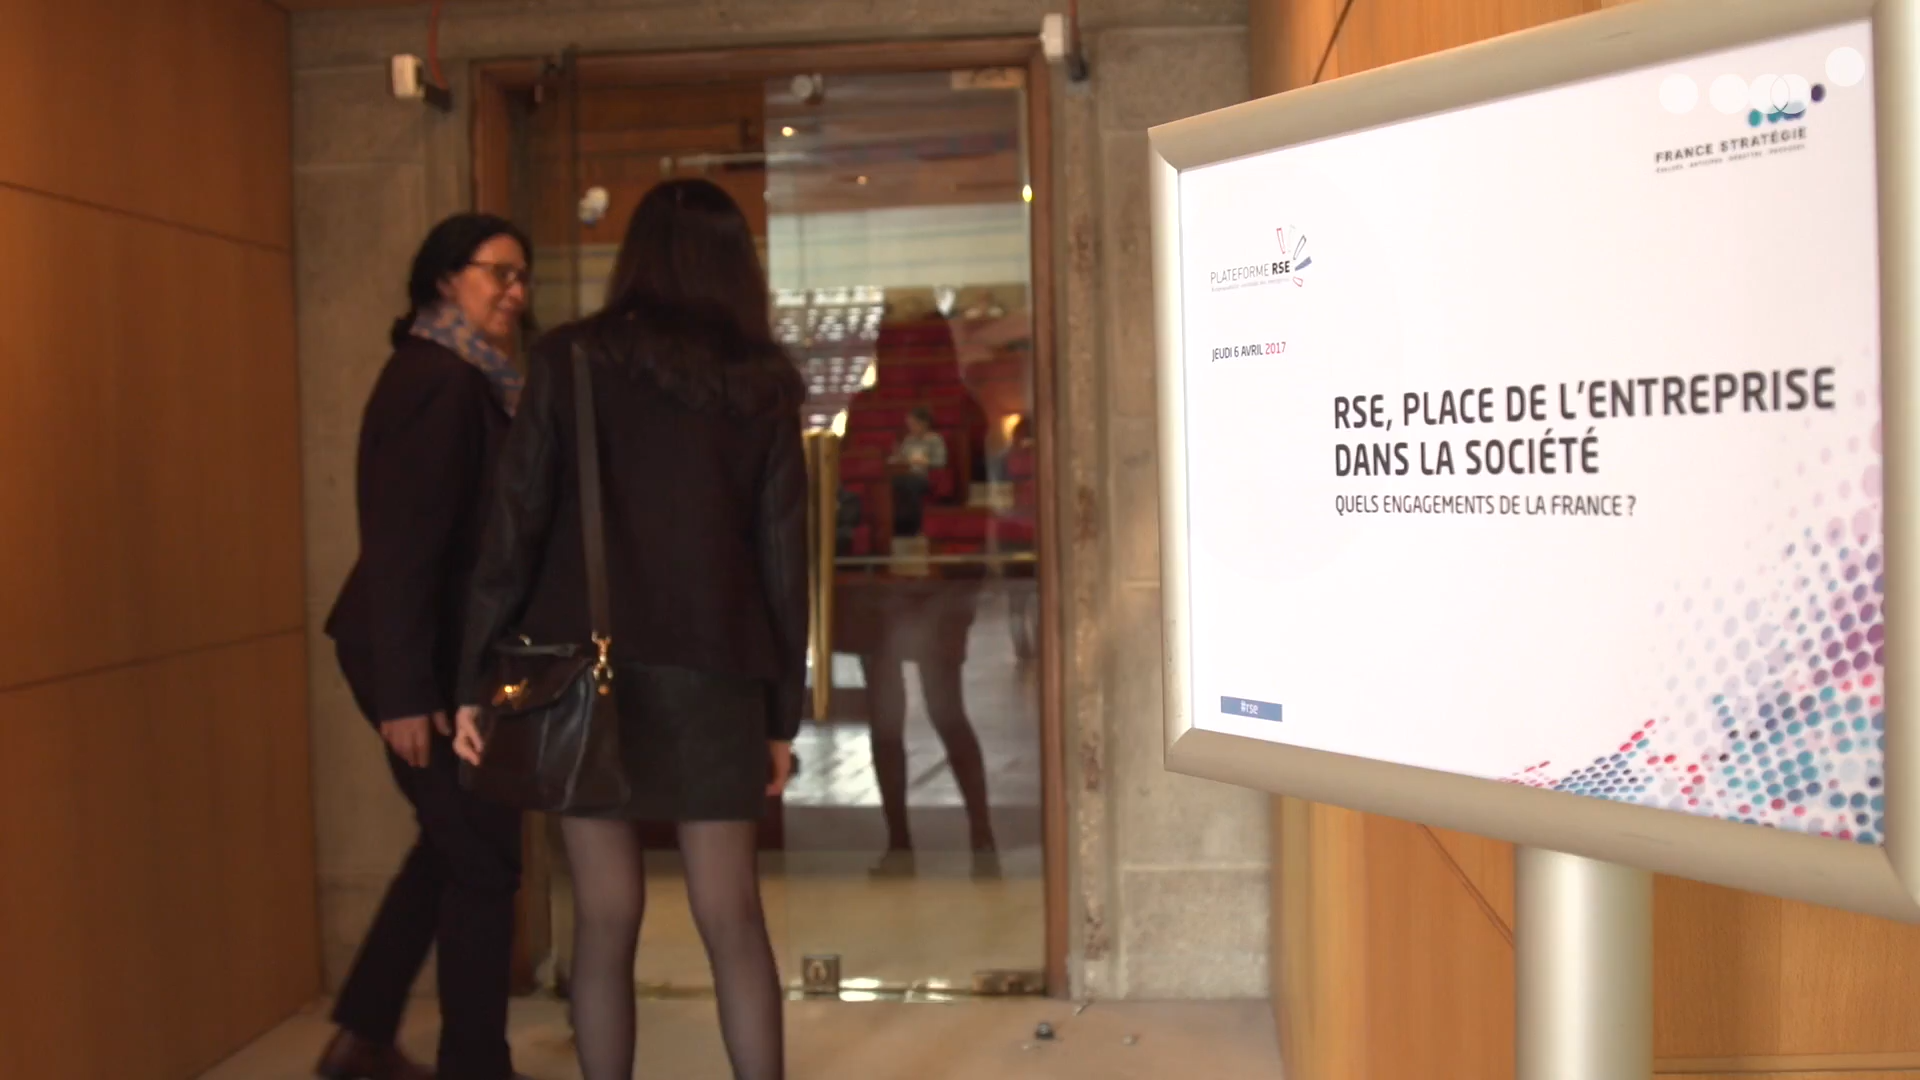 FRANCE STRATÉGIE
PLATEFORME RSE
JEUDI 6 AVRIL 2017
RSE, PLACE DE L'ENTREPRISE
DANS LA SOCIÉTÉ
QUELS ENGAGEMENTS DE LA FRANCE ?
#rse